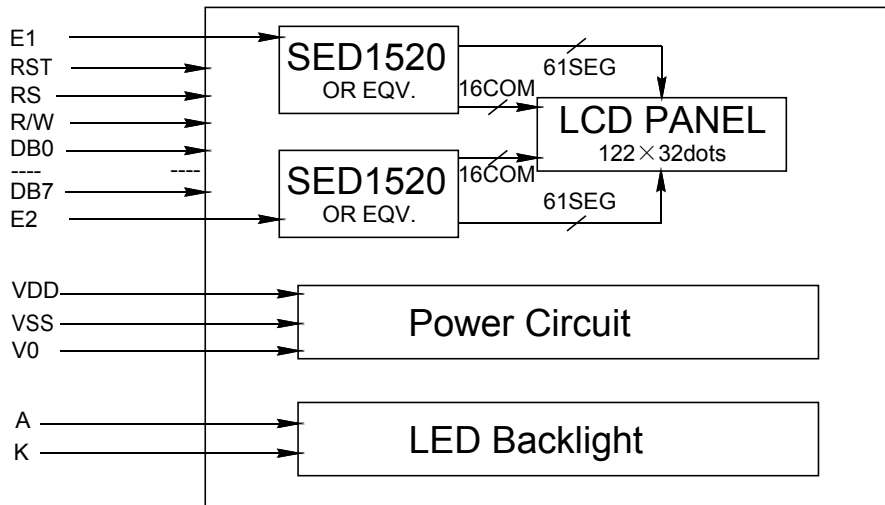 E1
RST
RS
R/W
DB0
----
DB7
E2
----
SED1520
OR EQV.
61SEG
16COM
LCD PANEL
122×32dots
SED1520
OR EQV.
16COM
61SEG
VDD
VSS
V0
Power Circuit
A
K
LED Backlight